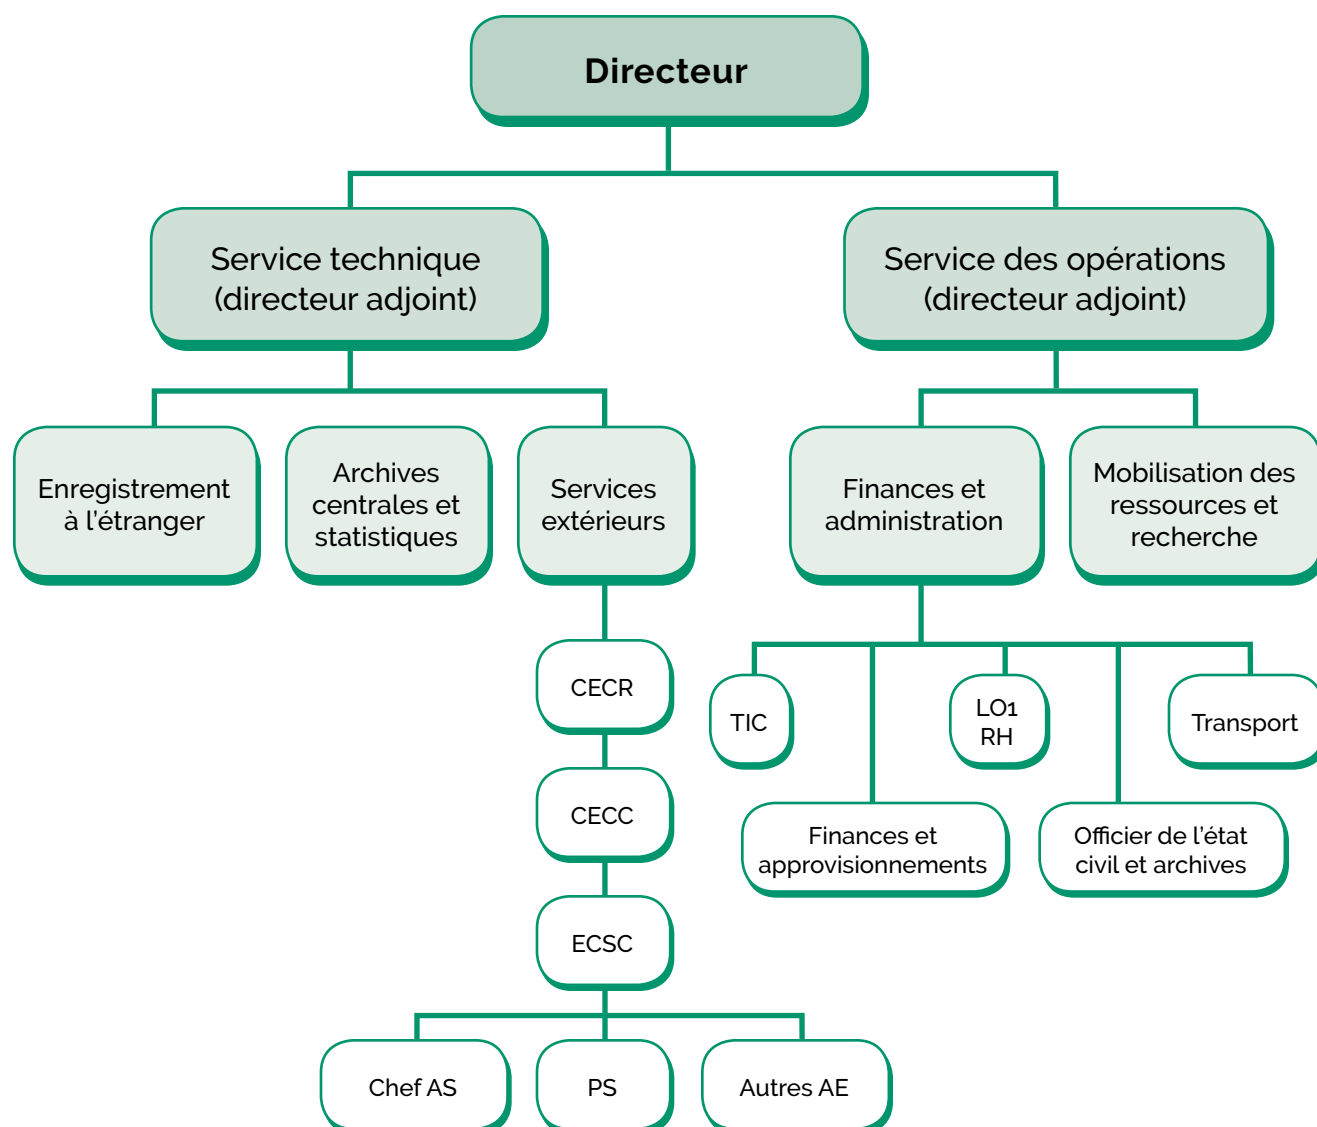 Directeur
Service technique
(directeur adjoint)
Service des opérations
(directeur adjoint)
Enregistrement
à l’étranger
Archives
centrales et
statistiques
Services
extérieurs
Finances et
administration
Mobilisation des
ressources et
recherche
CECR
TIC
LO1
RH
Transport
CECC
Finances et
approvisionnements
Officier de l’état
civil et archives
ECSC
Chef AS
PS
Autres AE